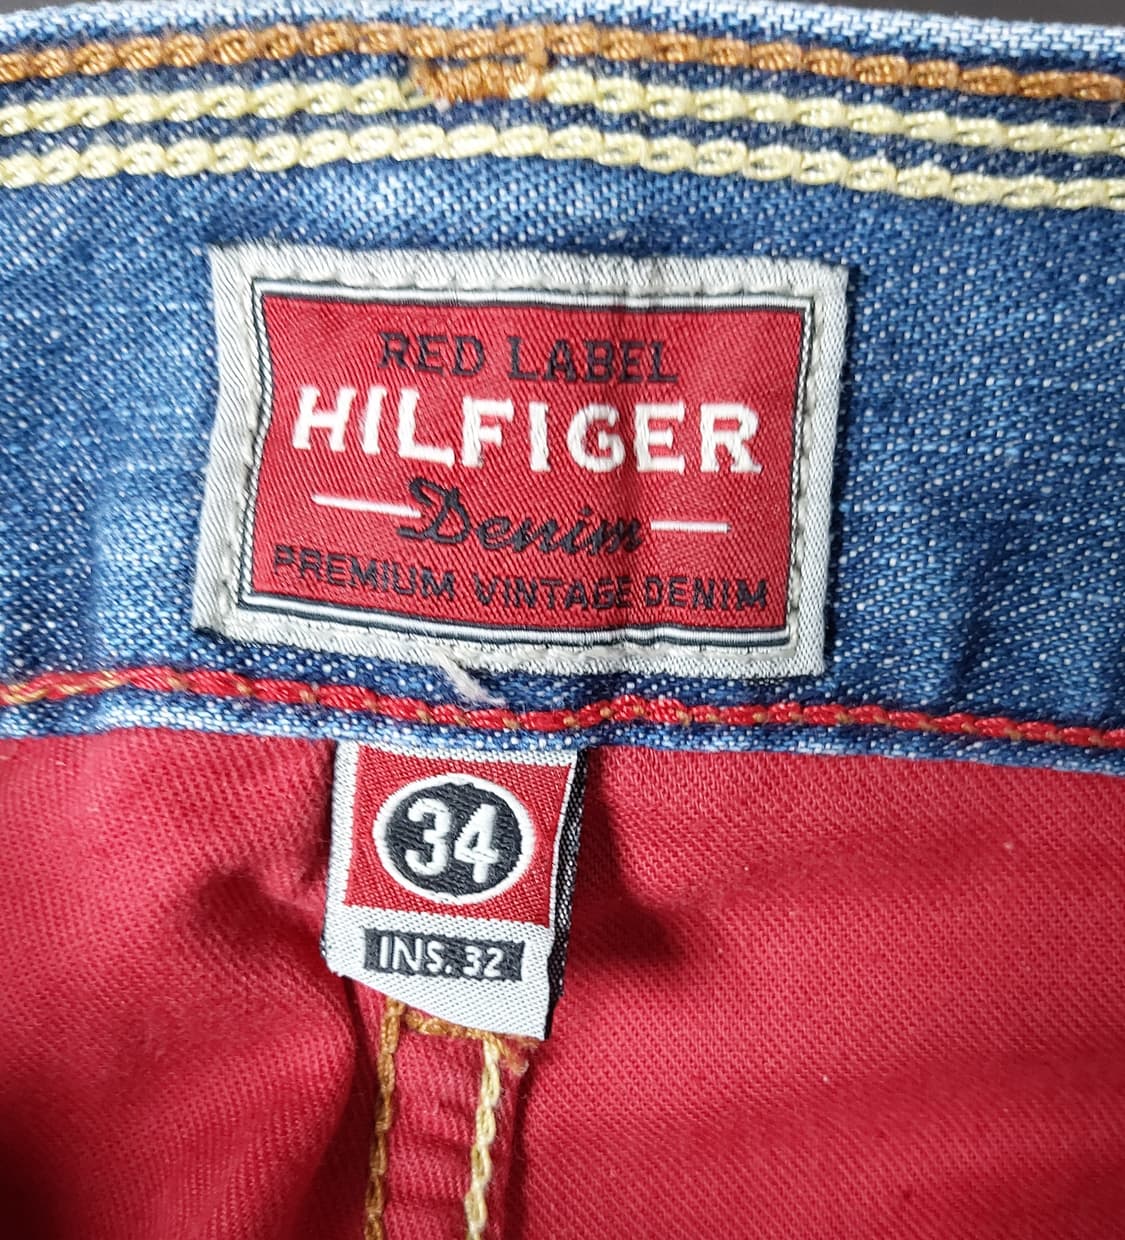 RED LABEL
HILFIGER
Denim
PREMIUM VINTAGE DENIM
34
INS. 32